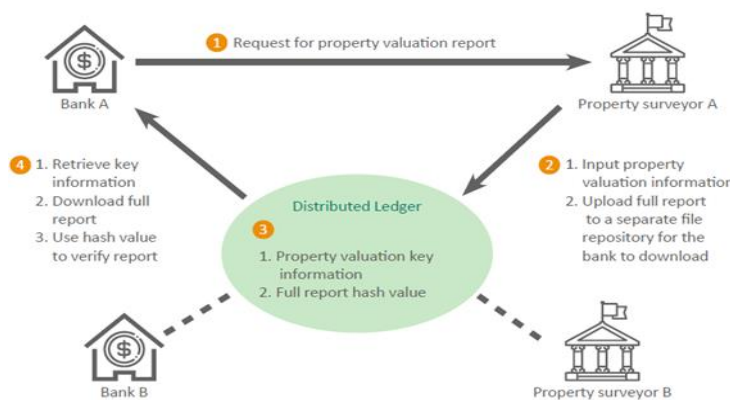 1 Request for property valuation report
$
Bank A
Property surveyor A
4 1. Retrieve key
information
2. Download full
report
3. Use hash value
to verify report
2 1. Input property
valuation information
2. Upload full report
to a separate file
repository for the
bank to download
Distributed Ledger
3
1. Property valuation key
information
2. Full report hash value
$
Bank B
Property surveyor B